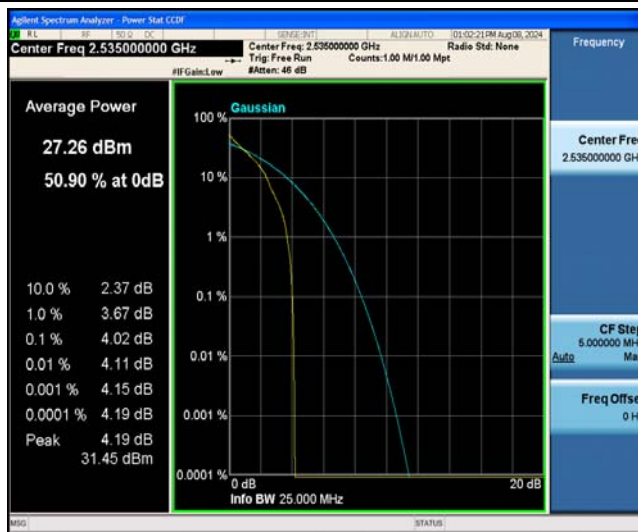 Agilent Spectrum Analyzer - Power Stat CCDF
RL RF 50 Ω DC SENSE:INT ALIGN AUTO 01:02:21 PM Aug 08, 2024
Center Freq 2.535000000 GHz
Center Freq: 2.535000000 GHz Radio Std: None
Trig: Free Run Counts:1.00 M/1.00 Mpt
#IFGain:Low #Atten: 46 dB
Frequency
Average Power
27.26 dBm
50.90 % at 0dB
10.0 % 2.37 dB
1.0 % 3.67 dB
0.1 % 4.02 dB
0.01 % 4.11 dB
0.001 % 4.15 dB
0.0001 % 4.19 dB
Peak 4.19 dB
31.45 dBm
Gaussian
100 %
10 %
1 %
0.1 %
0.01 %
0.001 %
0.0001 %
0 dB 20 dB
Info BW 25.000 MHz
Center Fre
2.535000000 GH
CF Ste
5.000000 MH
Auto Ma
Freq Offse
0 H
MSG STATUS